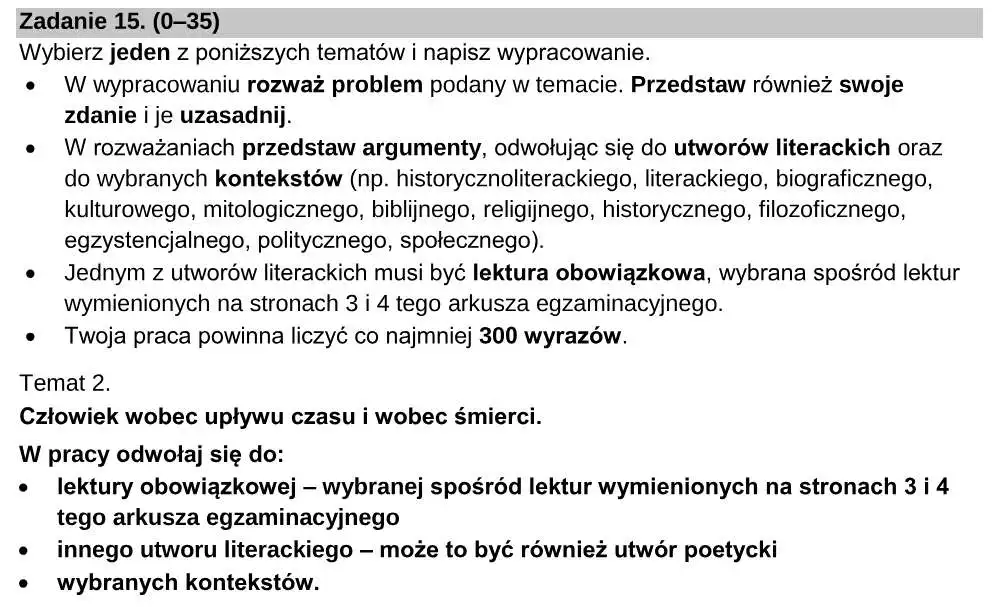 Zadanie 15. (0–35)
Wybierz jeden z poniższych tematów i napisz wypracowanie.
• W wypracowaniu rozważ problem podany w temacie. Przedstaw również swoje
zdanie i je uzasadnij.
• W rozważaniach przedstaw argumenty, odwołując się do utworów literackich oraz
do wybranych kontekstów (np. historycznoliterackiego, literackiego, biograficznego,
kulturowego, mitologicznego, biblijnego, religijnego, historycznego, filozoficznego,
egzystencjalnego, politycznego, społecznego).
• Jednym z utworów literackich musi być lektura obowiązkowa, wybrana spośród lektur
wymienionych na stronach 3 i 4 tego arkusza egzaminacyjnego.
• Twoja praca powinna liczyć co najmniej 300 wyrazów.
Temat 2.
Człowiek wobec upływu czasu i wobec śmierci.
W pracy odwołaj się do:
• lektury obowiązkowej – wybranej spośród lektur wymienionych na stronach 3 i 4
tego arkusza egzaminacyjnego
• innego utworu literackiego – może to być również utwór poetycki
• wybranych kontekstów.